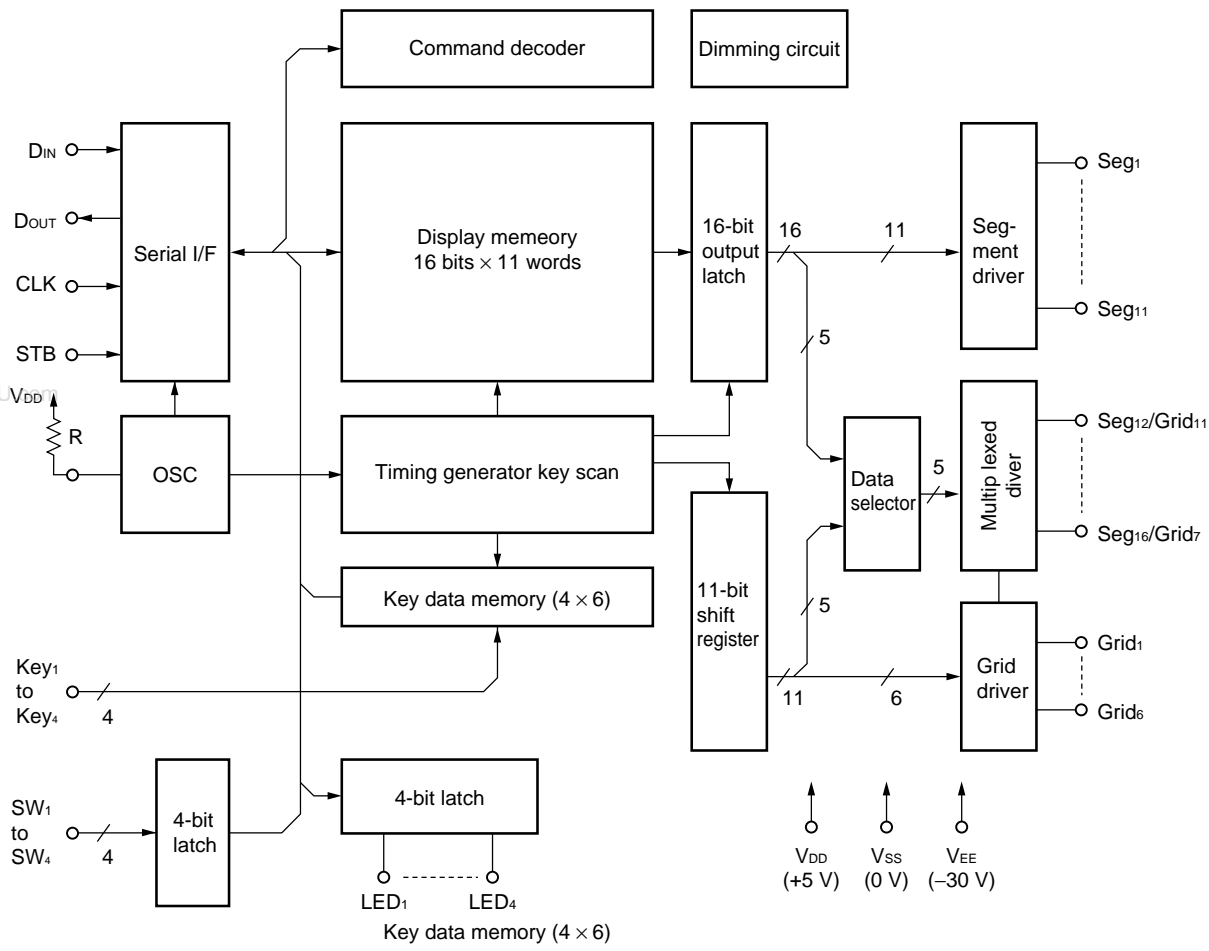 Command decoder
Dimming circuit
DIN
DOUT
CLK
STB
Serial I/F
Display memeory
16 bits × 11 words
16-bit
output
latch
16
11
Seg-
ment
driver
Seg1
Seg11
5
U.com
VDD
R
OSC
Timing generator key scan
Data
selector
5
Multip lexed
diver
Seg12/Grid11
Seg16/Grid7
Key data memory (4 × 6)
11-bit
shift
register
5
11
6
Grid
driver
Grid1
Grid6
Key1
to
Key4
4
SW1
to
SW4
4
4-bit
latch
4-bit latch
LED1
LED4
Key data memory (4 × 6)
VDD
(+5 V)
VSS
(0 V)
VEE
(−30 V)